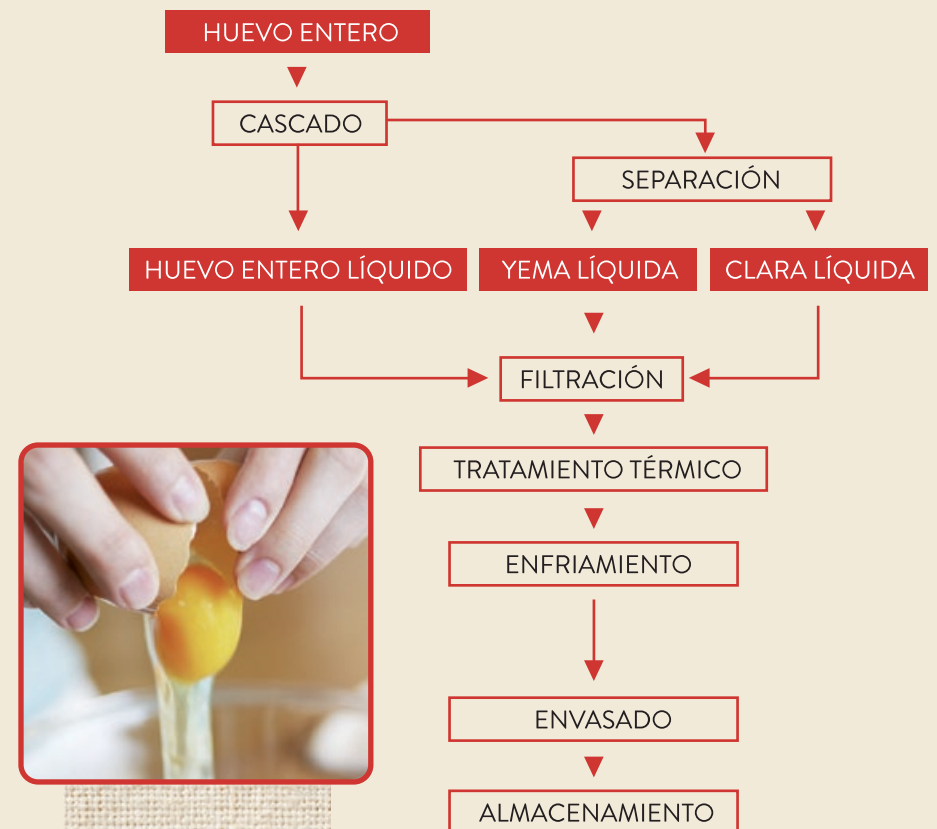 HUEVO ENTERO
CASCADO
SEPARACIÓN
HUEVO ENTERO LÍQUIDO
YEMA LÍQUIDA
CLARA LÍQUIDA
FILTRACIÓN
TRATAMIENTO TÉRMICO
ENFRIAMIENTO
ENVASADO
ALMACENAMIENTO